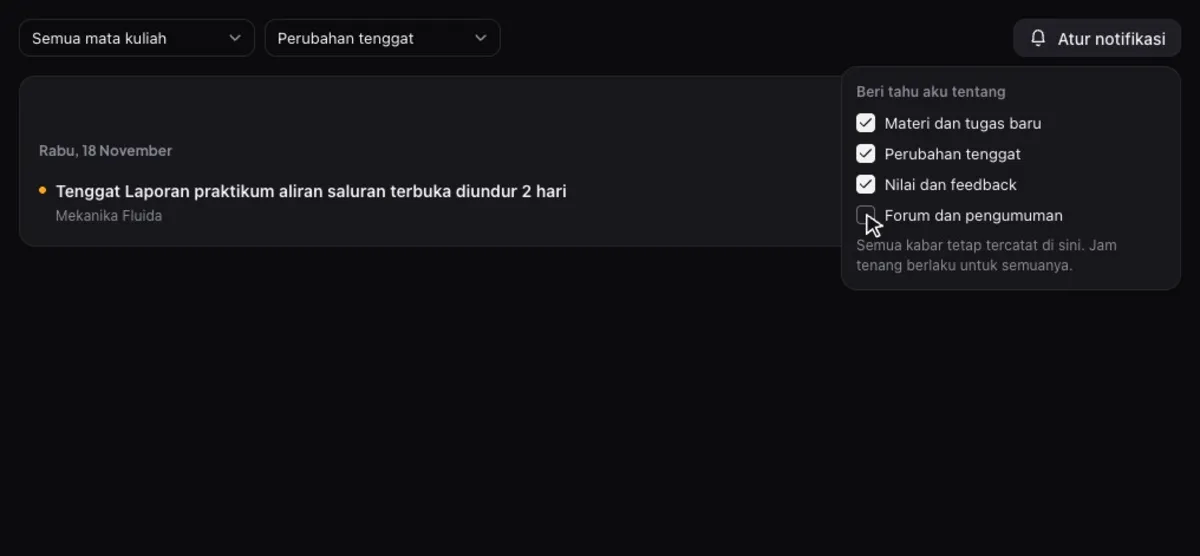 Semua mata kuliah
Perubahan tenggat
Atur notifikasi
Rabu, 18 November
Tenggat Laporan praktikum aliran saluran terbuka diundur 2 hari
Mekanika Fluida
Beri tahu aku tentang
Materi dan tugas baru
Perubahan tenggat
Nilai dan feedback
Forum dan pengumuman
Semua kabar tetap tercatat di sini. Jam
tenang berlaku untuk semuanya.